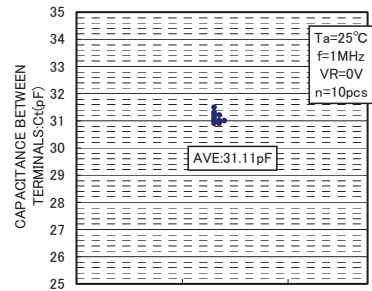 35
34
33
32
31
30
29
28
27
26
25
CAPACITANCE BETWEEN
TERMINALS:Ct(pF)
Ta=25°C
f=1MHz
VR=0V
n=10pcs
AVE:31.11pF